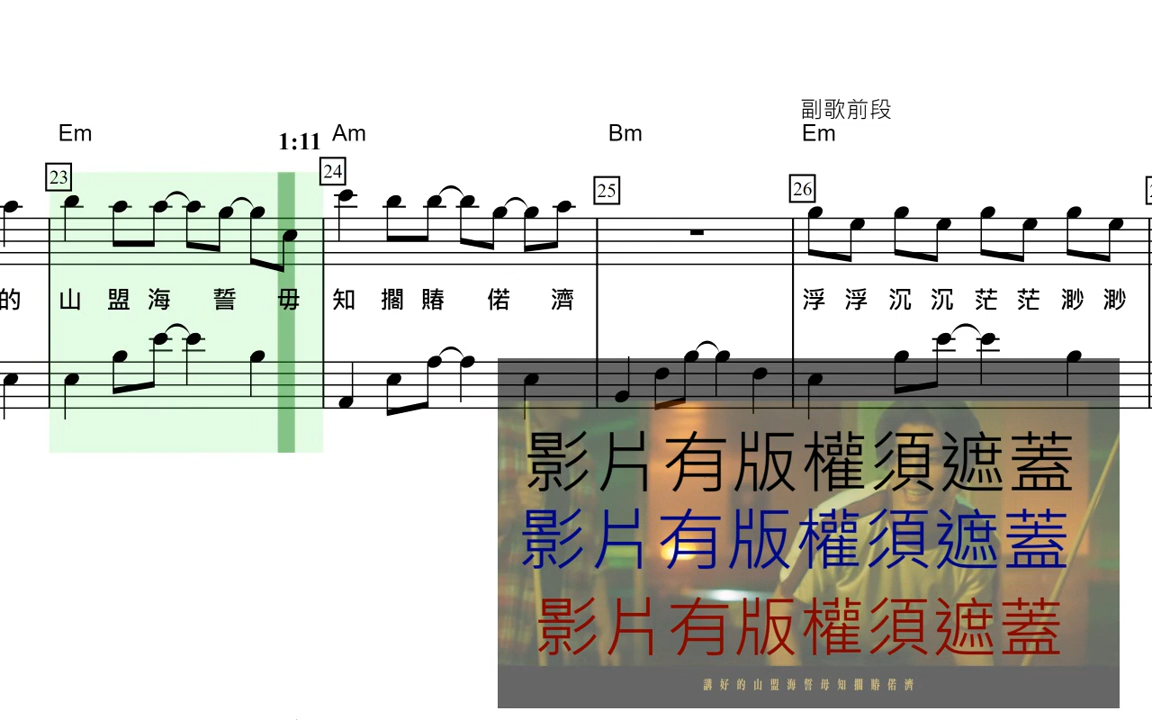 副歌前段
Em 1:11 Am Bm Em
23 24 25 26
的 山 盟 海 誓 毋 知 擱 賰 偌 濟 浮 浮 沉 沉 茫 茫 渺 渺
影片有版權須遮蓋
影片有版權須遮蓋
影片有版權須遮蓋
講好的山盟海誓毋知擱賰偌濟